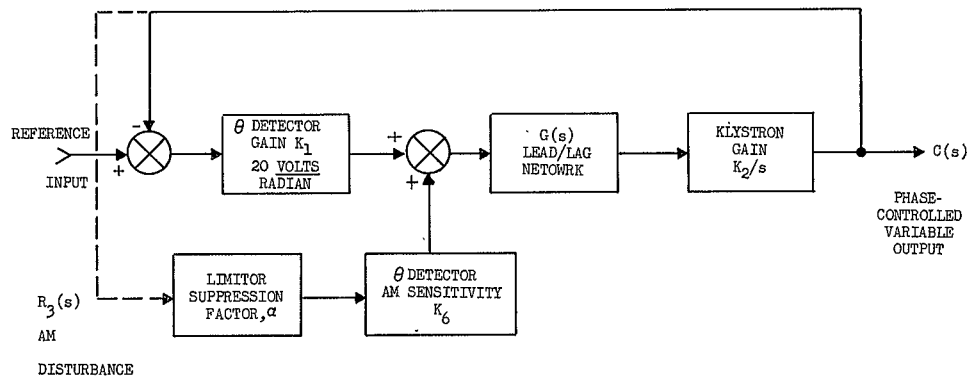 REFERENCE
INPUT
-
+
θ DETECTOR
GAIN K1
20 VOLTS
RADIAN
+
+
G(s)
LEAD/LAG
NETOWRK
KLYSTRON
GAIN
K2/s
C(s)
PHASE-
CONTROLLED
VARIABLE
OUTPUT
R3(s)
AM
DISTURBANCE
LIMITOR
SUPPRESSION
FACTOR,α
θ DETECTOR
AM SENSITIVITY
K6